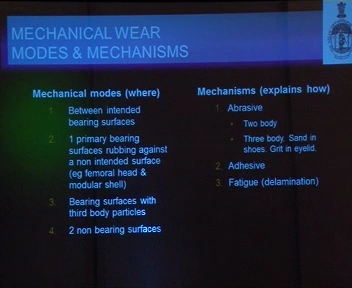 MECHANICAL WEAR
MODES & MECHANISMS
Mechanical modes (where)
1. Between intended
bearing surfaces
2. 1 primary bearing
surfaces rubbing against
a non intended surface
(eg femoral head &
modular shell)
3. Bearing surfaces with
third body particles
4. 2 non bearing surfaces
Mechanisms (explains how)
1. Abrasive
• Two body
• Three body. Sand in
shoes. Grit in eyelid.
2. Adhesive
3. Fatigue (delamination)